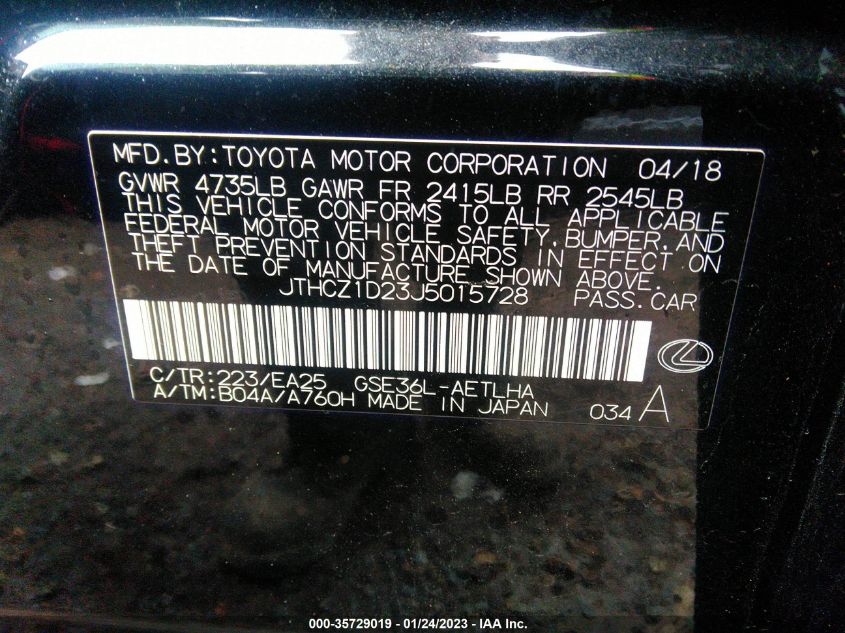 MFD.BY:TOYOTA MOTOR CORPORATION 04/18
GVWR 4735LB GAWR FR 2415LB RR 2545LB
THIS VEHICLE CONFORMS TO ALL APPLICABLE
FEDERAL MOTOR VEHICLE SAFETY, BUMPER, AND
THEFT PREVENTION STANDARDS IN EFFECT ON
THE DATE OF MANUFACTURE SHOWN ABOVE.
JTHCZ1D23J5015728 PASS.CAR
C/TR:223/EA25 GSE36L-AETLHA
A/TM:B04A/A760H MADE IN JAPAN 034 A
000-35729019 - 01/24/2023 - IAA Inc.